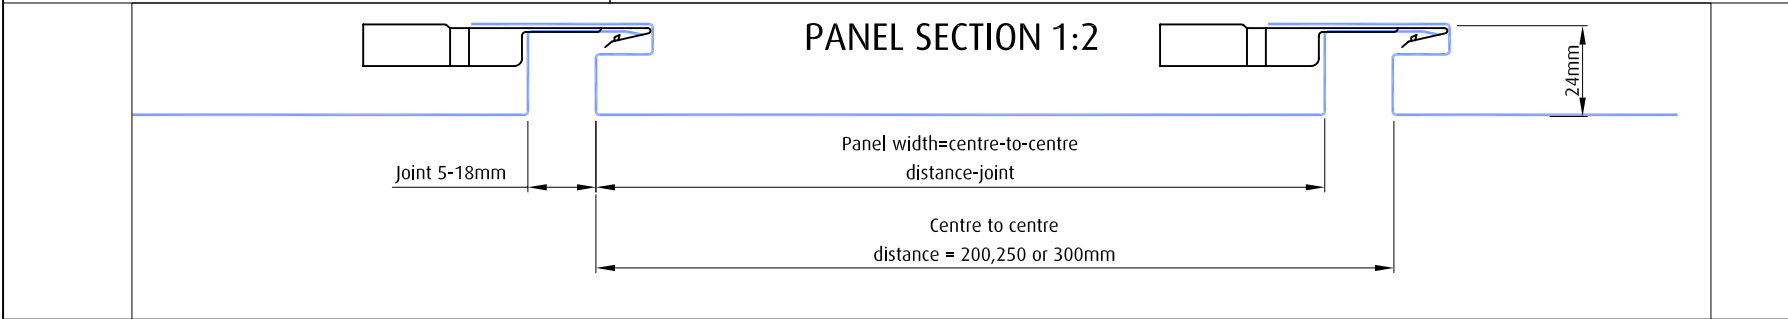 PANEL SECTION 1:2
24mm
Panel width=centre-to-centre
distance-joint
Joint 5-18mm
Centre to centre
distance = 200,250 or 300mm